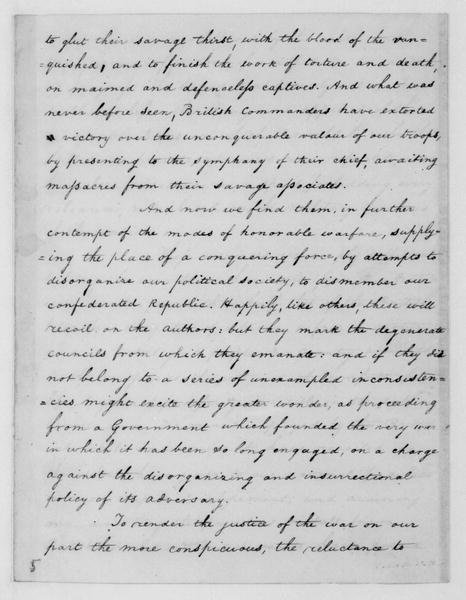 to glut their savage thirst, with the blood of the van=
=quished, and to finish the work of torture and death,
on maimed and defenceless captives. And what was
never before seen, British Commanders have extorted
victory over the unconquerable valour of our troops,
by presenting to the symphany of their chief, awaiting
massacres from their savage associates.
And now we find them, in further
contempt of the modes of honorable warfare, supply-
=ing the place of a conquering force, by attempts to
disorganize our political society, to dismember our
confederated Republic. Happily, like others, these will
recoil on the authors: but they mark the degenerate
councils from which they emanate: and if they did
not belong to a series of unexampled inconsisten=
=cies might excite the greater wonder, as proceeding
from a Government which founded the very war
in which it has been so long engaged, on a charge
against the disorganizing and insurrectional
policy of its adversary.
To render the justice of the war on our
part the more conspicuous, the reluctance to
5